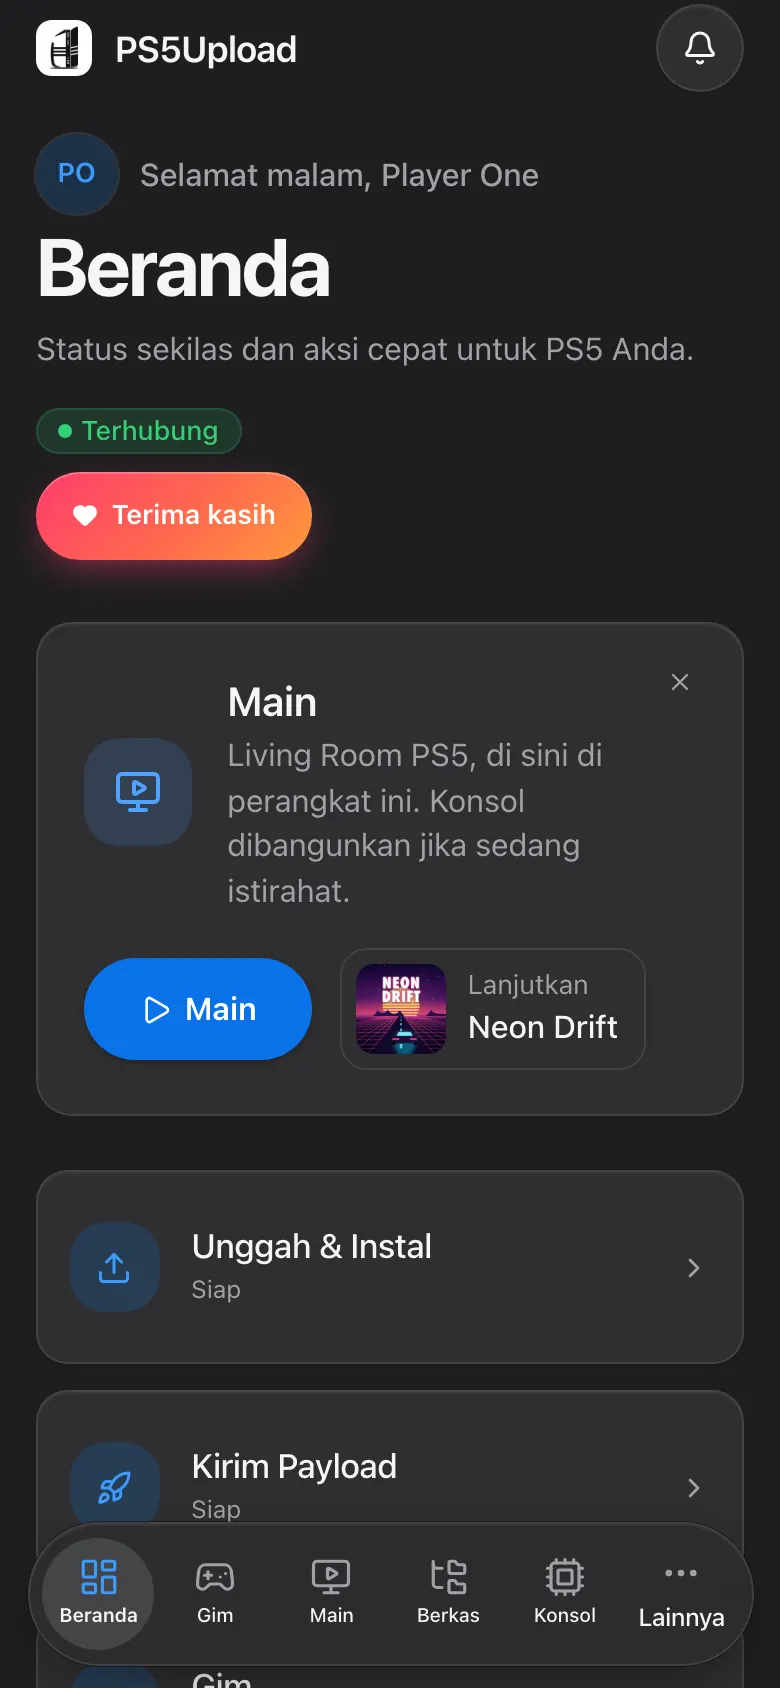 PS5Upload
PO
Selamat malam, Player One
Beranda
Status sekilas dan aksi cepat untuk PS5 Anda.
Terhubung
Terima kasih
Main
Living Room PS5, di sini di
perangkat ini. Konsol
dibangunkan jika sedang
istirahat.
Main
NEON
DRIFT
Lanjutkan
Neon Drift
Unggah & Instal
Siap
Kirim Payload
Siap
Beranda
Gim
Main
Berkas
Konsol
Lainnya
Gim